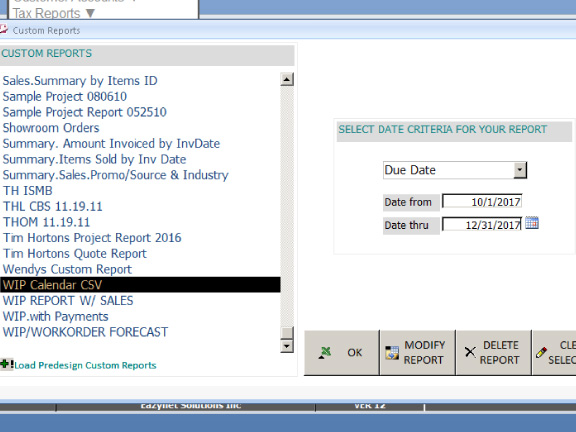 Tax Reports ▼
Custom Reports
CUSTOM REPORTS
Sales.Summary by Items ID
Sample Project 080610
Sample Project Report 052510
Showroom Orders
Summary. Amount Invoiced by InvDate
Summary.Items Sold by Inv Date
Summary.Sales.Promo/Source & Industry
TH ISMB
THL CBS 11.19.11
THOM 11.19.11
Tim Hortons Project Report 2016
Tim Hortons Quote Report
Wendys Custom Report
WIP Calendar CSV
WIP REPORT W/ SALES
WIP.with Payments
WIP/WORKORDER FORECAST
Load Predesign Custom Reports
SELECT DATE CRITERIA FOR YOUR REPORT
Due Date
Date from 10/1/2017
Date thru 12/31/2017
OK
MODIFY
REPORT
DELETE
REPORT
CLE
SELEC
Eazynet Solutions Inc
VER 12